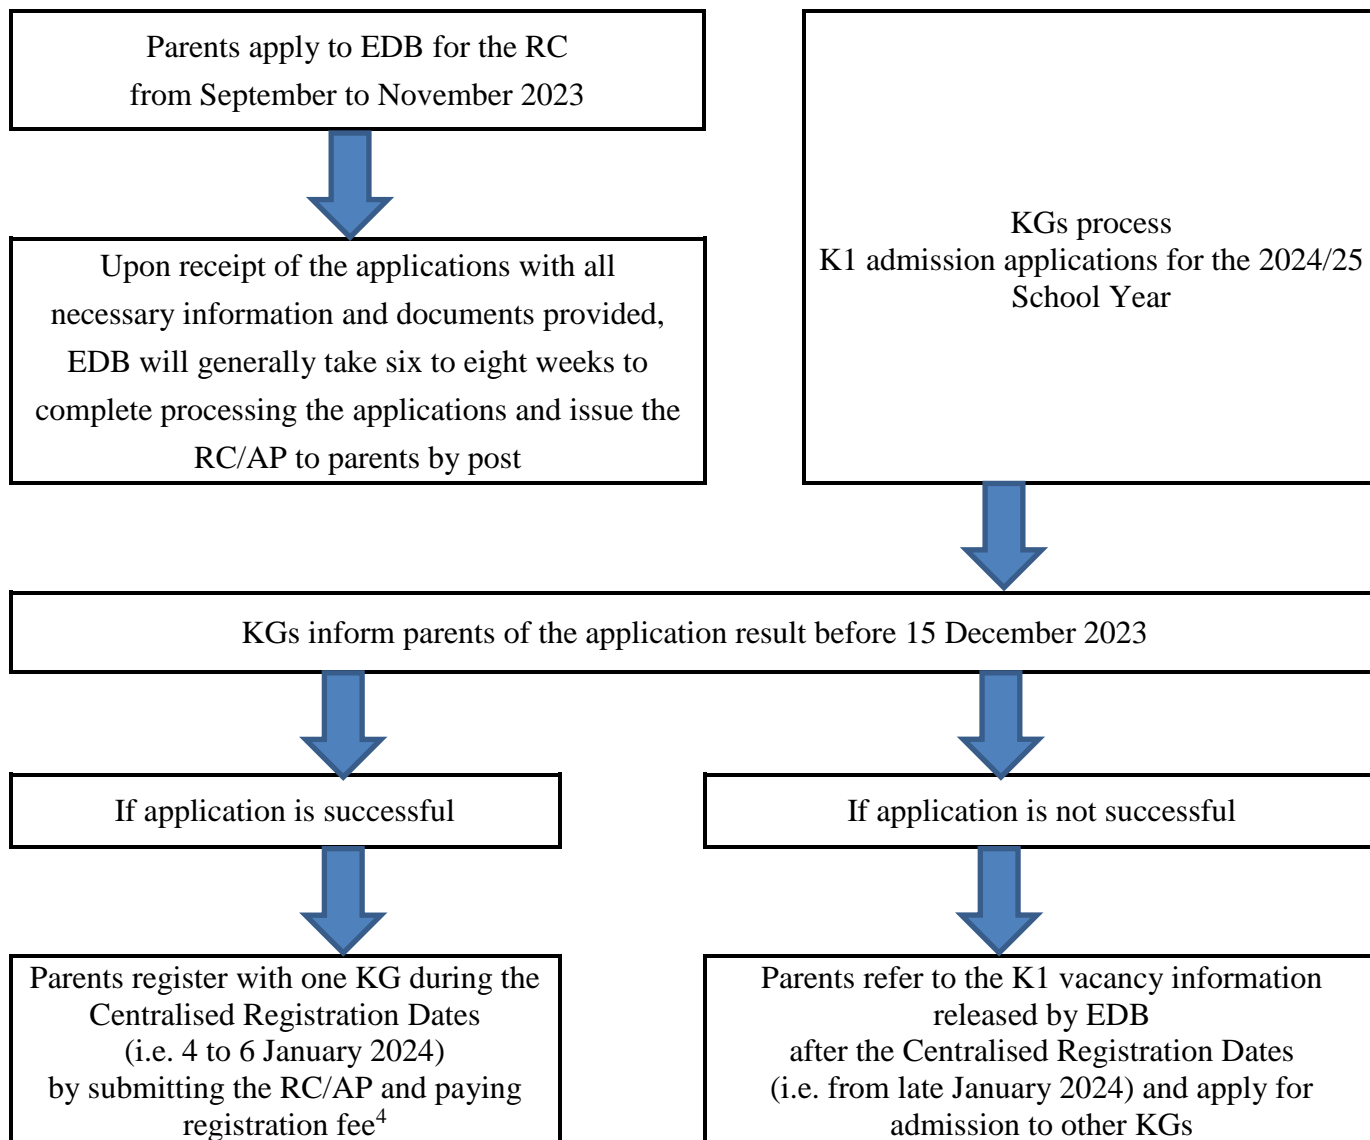 Parents apply to EDB for the RC
from September to November 2023
Upon receipt of the applications with all
necessary information and documents provided,
EDB will generally take six to eight weeks to
complete processing the applications and issue the
RC/AP to parents by post
KGs process
K1 admission applications for the 2024/25
School Year
KGs inform parents of the application result before 15 December 2023
If application is successful
If application is not successful
Parents register with one KG during the
Centralised Registration Dates
(i.e. 4 to 6 January 2024)
by submitting the RC/AP and paying
registration fee⁴
Parents refer to the K1 vacancy information
released by EDB
after the Centralised Registration Dates
(i.e. from late January 2024) and apply for
admission to other KGs